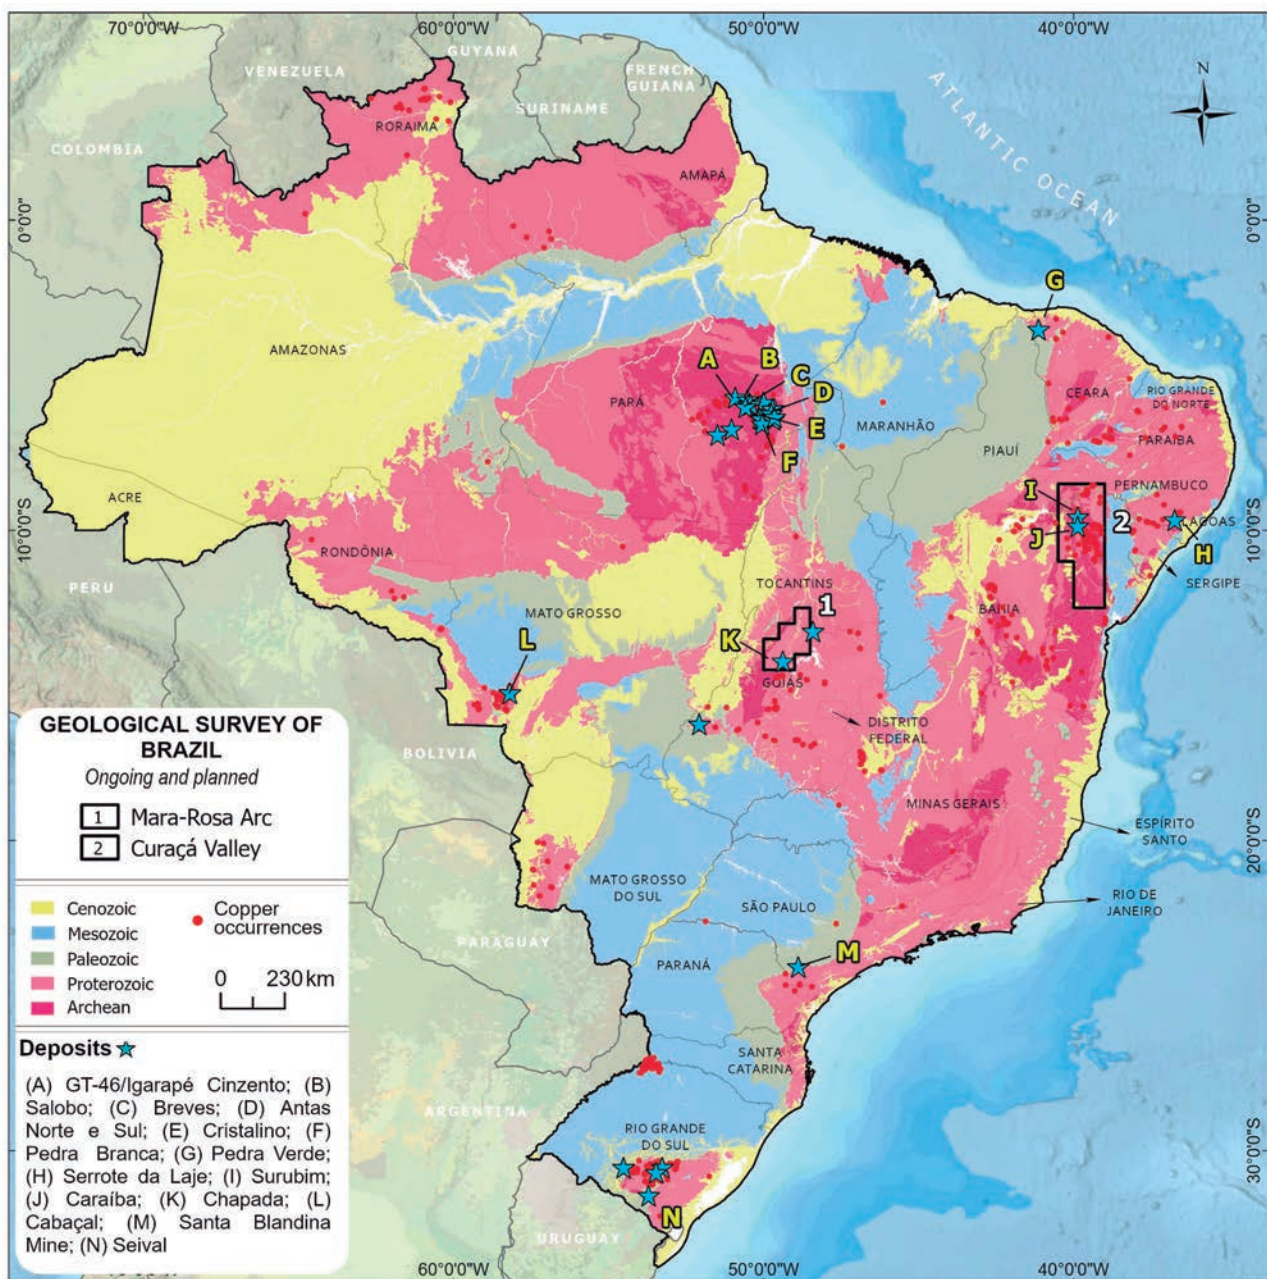 70°0'0"W
60°0'0"W
50°0'0"W
40°0'0"W
GUYANA
VENEZUELA
FRENCH
GUIANA
SURINAME
N
ATLANTIC OCEAN
COLOMBIA
RORAIMA
AMAPÁ
0°0'0"
0°0'0"
G
AMAZONAS
A
B
C
D
E
F
PARÁ
MARANHÃO
CEARÁ
RIO GRANDE
DO NORTE
PARAÍBA
PIAUÍ
PERNAMBUCO
ACRE
I
J
2
LAGOAS
H
SERGIPE
10°0'0"S
10°0'0"S
RONDÔNIA
PERU
TOCANTINS
MATO GROSSO
1
BAHIA
L
K
GOIÁS
DISTRITO
FEDERAL
BOLIVIA
MINAS GERAIS
ESPÍRITO
SANTO
20°0'0"S
MATO GROSSO
DO SUL
SÃO PAULO
RIO DE
JANEIRO
PARAGUAY
PARANÁ
M
SANTA
CATARINA
ARGENTINA
RIO GRANDE
DO SUL
30°0'0"S
30°0'0"S
N
URUGUAY
60°0'0"W
50°0'0"W
40°0'0"W
GEOLOGICAL SURVEY OF
BRAZIL
Ongoing and planned
1 Mara-Rosa Arc
2 Curaçá Valley
Cenozoic
Mesozoic
Paleozoic
Proterozoic
Archean
Copper
occurrences
0 230 km
Deposits
(A) GT-46/Igarapé Cinzento; (B)
Salobo; (C) Breves; (D) Antas
Norte e Sul; (E) Cristalino; (F)
Pedra Branca; (G) Pedra Verde;
(H) Serrote da Laje; (I) Surubim;
(J) Caraíba; (K) Chapada; (L)
Cabaçal; (M) Santa Blandina
Mine; (N) Seival